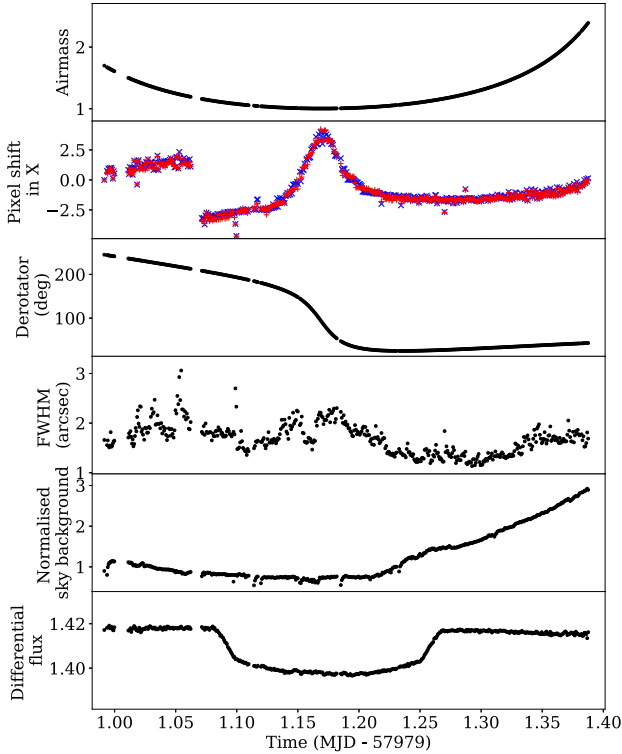 Airmass
2
1
Pixel shift
in X
2.5
0.0
−2.5
Derotator
(deg)
200
100
FWHM
(arcsec)
3
2
1
Normalised
sky background
3
2
1
Differential
flux
1.42
1.40
1.00 1.05 1.10 1.15 1.20 1.25 1.30 1.35 1.40
Time (MJD - 57979)